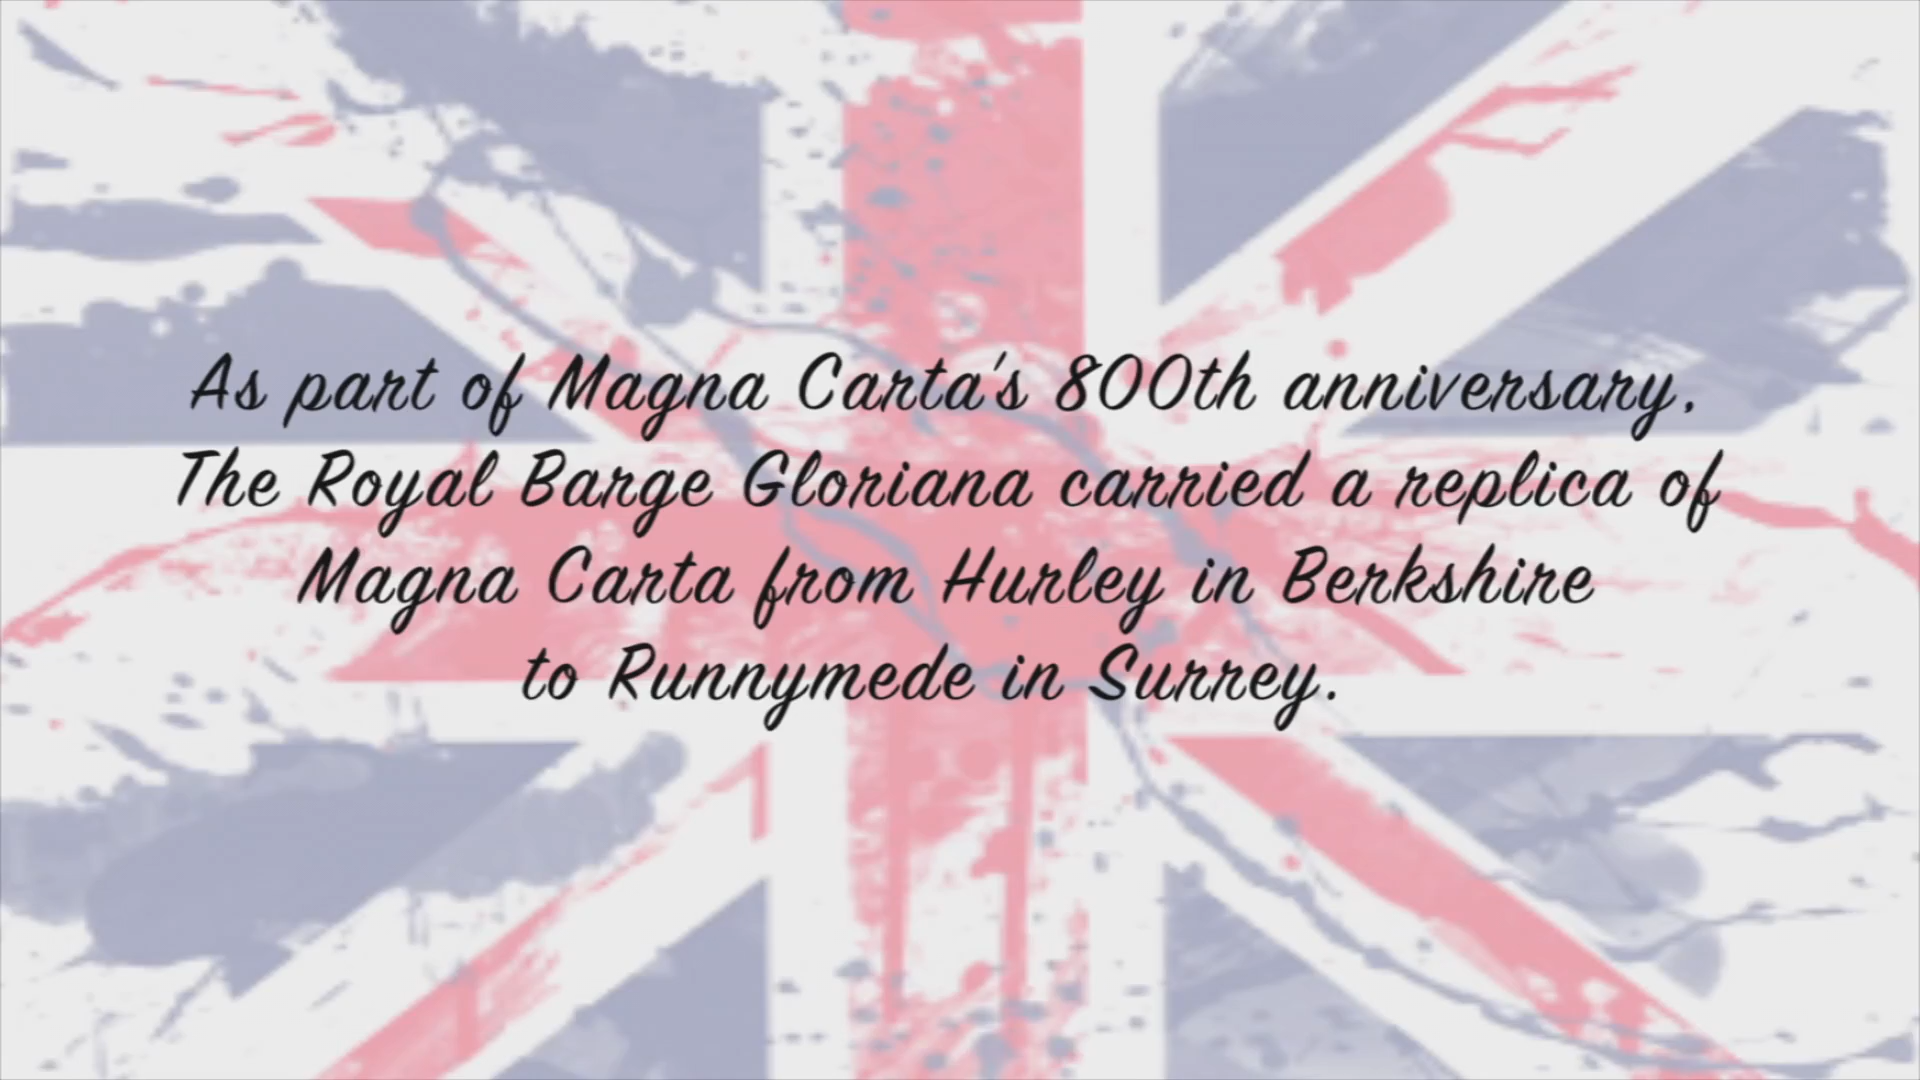 As part of Magna Carta's 800th anniversary,
The Royal Barge Gloriana carried a replica of
Magna Carta from Hurley in Berkshire
to Runnymede in Surrey.